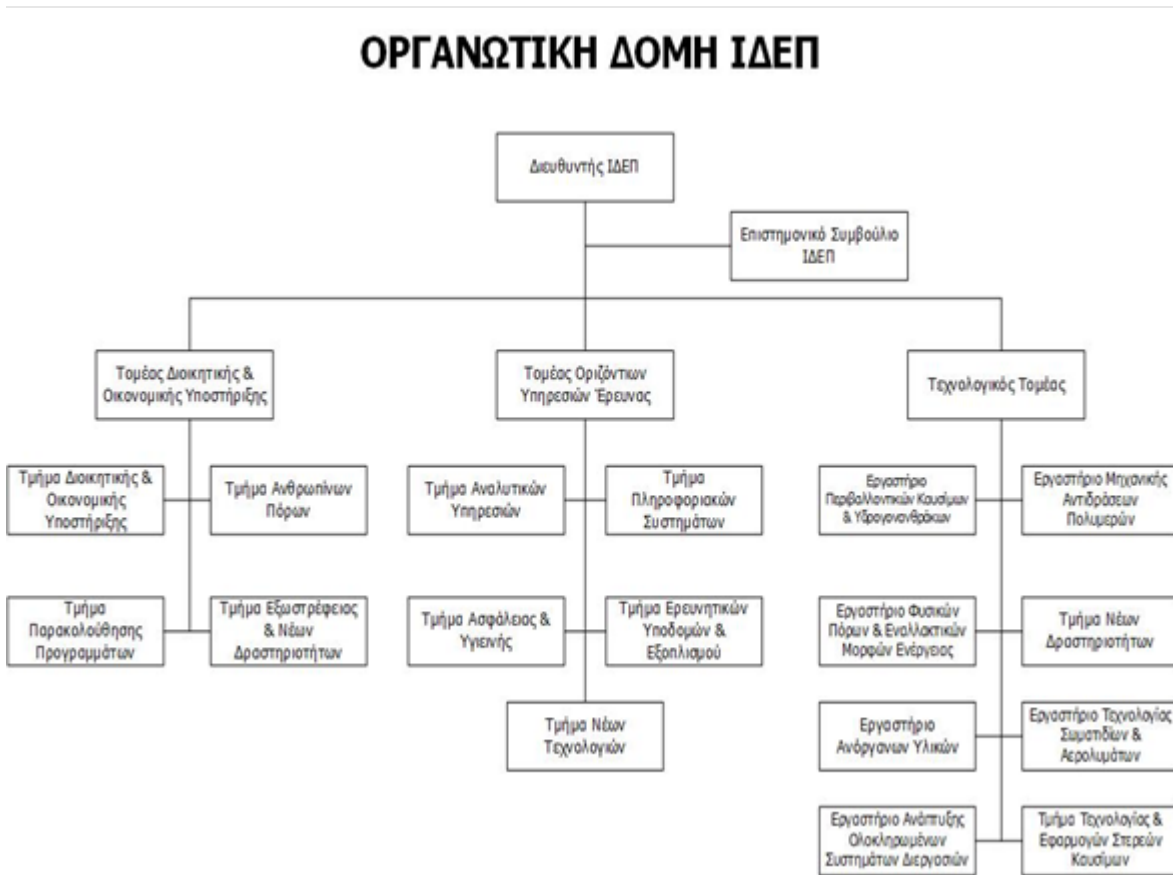 ΟΡΓΑΝΩΤΙΚΗ ΔΟΜΗ ΙΔΕΠ
Διευθυντής ΙΔΕΠ
Επιστημονικό Συμβούλιο
ΙΔΕΠ
Τομέας Διοικητικής &
Οικονομικής Υποστήριξης
Τομέας Οριζόντιων
Υπηρεσιών Έρευνας
Τεχνολογικός Τομέας
Τμήμα Διοικητικής &
Οικονομικής
Υποστήριξης
Τμήμα Ανθρωπίνων
Πόρων
Τμήμα Αναλυτικών
Υπηρεσιών
Τμήμα
Πληροφοριακών
Συστημάτων
Εργαστήριο
Περιβαλλοντικών Καυσίμων
& Υδρογονανθράκων
Εργαστήριο Μηχανικής
Αντιδράσεων
Πολυμερών
Τμήμα
Παρακολούθησης
Προγραμμάτων
Τμήμα Εξωστρέφειας
& Νέων
Δραστηριοτήτων
Τμήμα Ασφάλειας &
Υγιεινής
Τμήμα Ερευνητικών
Υποδομών &
Εξοπλισμού
Εργαστήριο Φυσικών
Πόρων & Εναλλακτικών
Μορφών Ενέργειας
Τμήμα Νέων
Δραστηριοτήτων
Τμήμα Νέων
Τεχνολογιών
Εργαστήριο
Ανόργανων Υλικών
Εργαστήριο Τεχνολογίας
Σωματιδίων &
Αερολυμάτων
Εργαστήριο Ανάπτυξης
Ολοκληρωμένων
Συστημάτων Διεργασιών
Τμήμα Τεχνολογίας &
Εφαρμογών Στερεών
Καυσίμων